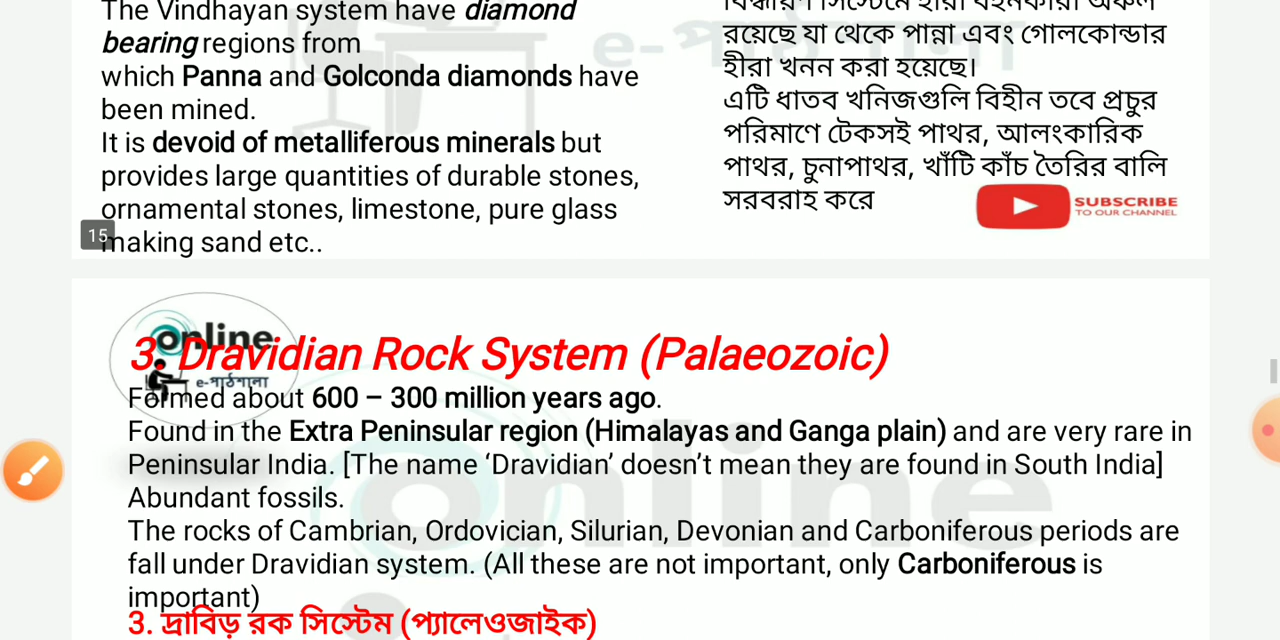 The Vindhayan system have diamond
bearing regions from
which Panna and Golconda diamonds have
been mined.
It is devoid of metalliferous minerals but
provides large quantities of durable stones,
ornamental stones, limestone, pure glass
making sand etc..
15
e-পাঠশালা
রয়েছে যা থেকে পান্না এবং গোলকোন্ডার
হীরা খনন করা হয়েছে।
এটি ধাতব খনিজগুলি বিহীন তবে প্রচুর
পরিমাণে টেকসই পাথর, আলংকারিক
পাথর, চুনাপাথর, খাঁটি কাঁচ তৈরির বালি
সরবরাহ করে
SUBSCRIBE
TO OUR CHANNEL
online
e-পাঠশালা
3. Dravidian Rock System (Palaeozoic)
Formed about 600 – 300 million years ago.
Found in the Extra Peninsular region (Himalayas and Ganga plain) and are very rare in
Peninsular India. [The name ‘Dravidian’ doesn’t mean they are found in South India]
Abundant fossils.
The rocks of Cambrian, Ordovician, Silurian, Devonian and Carboniferous periods are
fall under Dravidian system. (All these are not important, only Carboniferous is
important)
online
3. দ্রাবিড় রক সিস্টেম (প্যালেওজাইক)